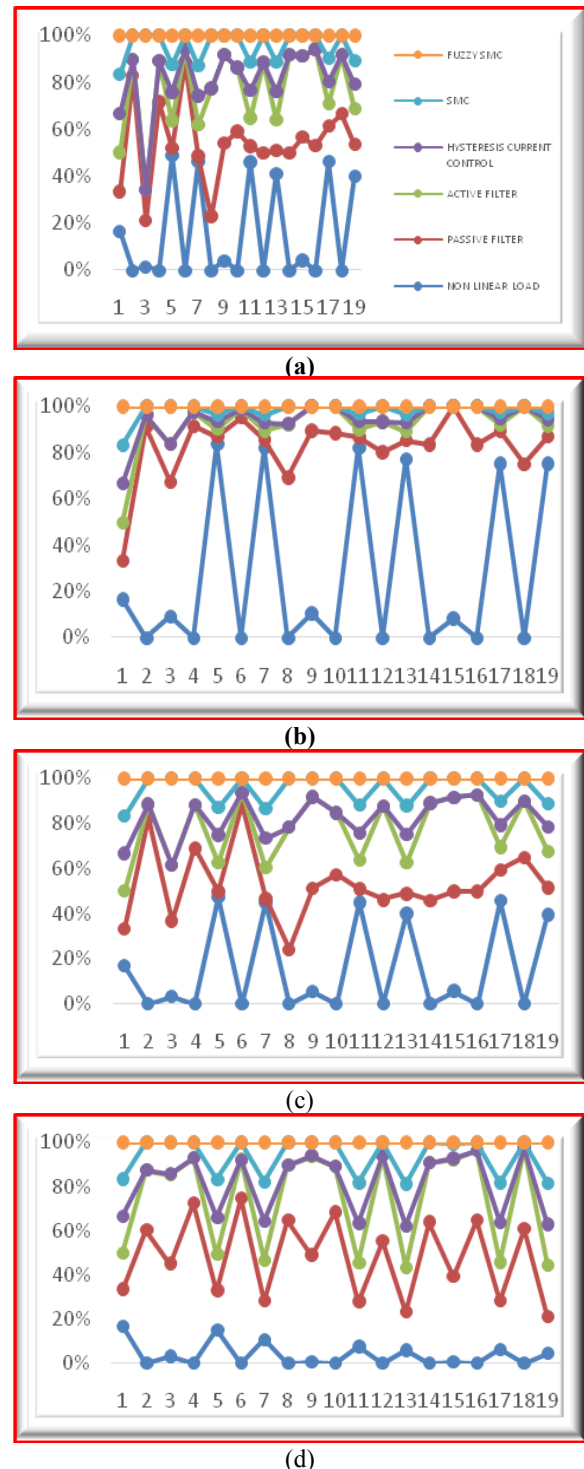 100%
80%
60%
40%
20%
0%
1 3 5 7 9 11 13 15 17 19
FUZZY SMC
SMC
HYSTERESIS CURRENT
CONTROL
ACTIVE FILTER
PASSIVE FILTER
NON LINEAR LOAD
(a)
100%
80%
60%
40%
20%
0%
1 2 3 4 5 6 7 8 9 10 11 12 13 14 15 16 17 18 19
(b)
100%
80%
60%
40%
20%
0%
1 2 3 4 5 6 7 8 9 10 11 12 13 14 15 16 17 18 19
(c)
100%
80%
60%
40%
20%
0%
1 2 3 4 5 6 7 8 9 10 11 12 13 14 15 16 17 18 19
(d)